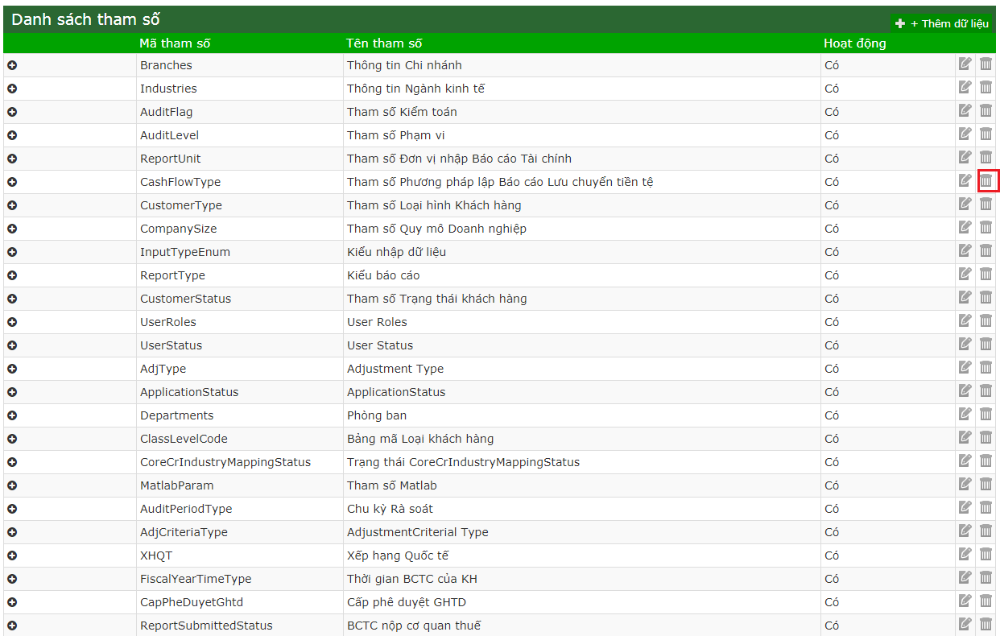 Danh sách tham số
+ Thêm dữ liệu
Mã tham số Tên tham số Hoạt động
Branches Thông tin Chi nhánh Có
Industries Thông tin Ngành kinh tế Có
AuditFlag Tham số Kiểm toán Có
AuditLevel Tham số Phạm vi Có
ReportUnit Tham số Đơn vị nhập Báo cáo Tài chính Có
CashFlowType Tham số Phương pháp lập Báo cáo Lưu chuyển tiền tệ Có
CustomerType Tham số Loại hình Khách hàng Có
CompanySize Tham số Quy mô Doanh nghiệp Có
InputTypeEnum Kiểu nhập dữ liệu Có
ReportType Kiểu báo cáo Có
CustomerStatus Tham số Trạng thái khách hàng Có
UserRoles User Roles Có
UserStatus User Status Có
AdjType Adjustment Type Có
ApplicationStatus ApplicationStatus Có
Departments Phòng ban Có
ClassLevelCode Bảng mã Loại khách hàng Có
CoreCrIndustryMappingStatus Trạng thái CoreCrIndustryMappingStatus Có
MatlabParam Tham số Matlab Có
AuditPeriodType Chu kỳ Rà soát Có
AdjCriteriaType AdjustmentCriterial Type Có
XHQT Xếp hạng Quốc tế Có
FiscalYearTimeType Thời gian BCTC của KH Có
CapPheDuyetGhtd Cấp phê duyệt GHTD Có
ReportSubmittedStatus BCTC nộp cơ quan thuế Có